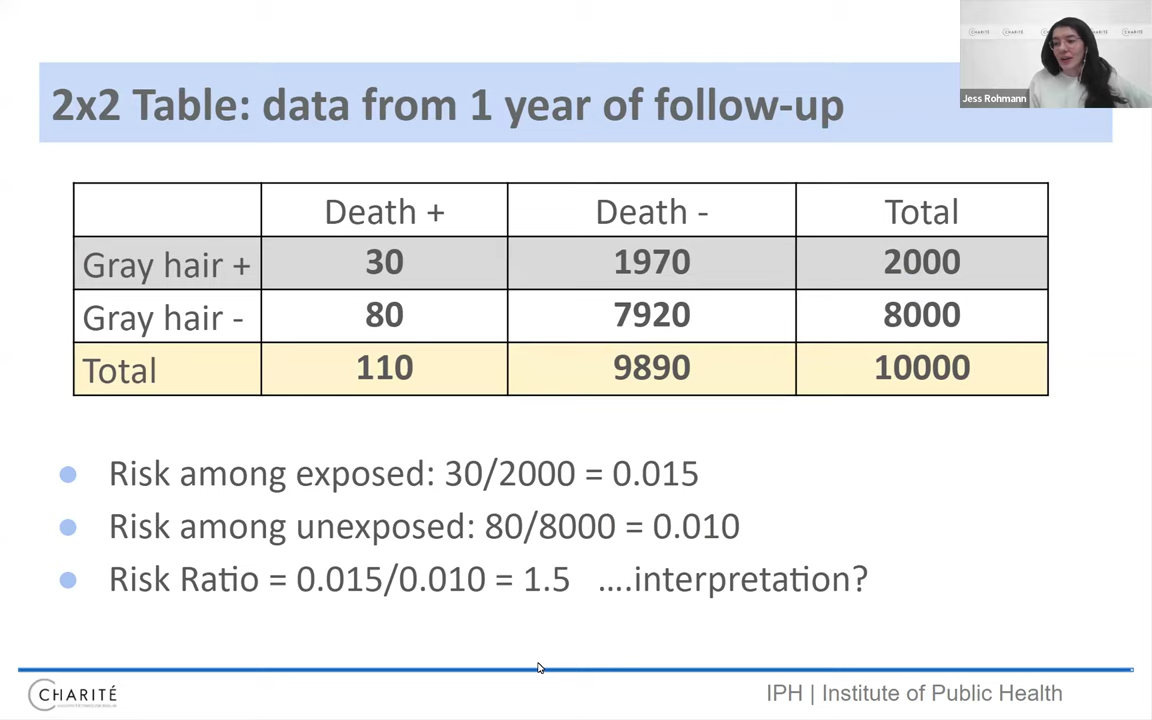 CHARITÉ CHARITÉ CHARITÉ
Jess Rohmann
2x2 Table: data from 1 year of follow-up
Death + Death - Total
Gray hair + 30 1970 2000
Gray hair - 80 7920 8000
Total 110 9890 10000
Risk among exposed: 30/2000 = 0.015
Risk among unexposed: 80/8000 = 0.010
Risk Ratio = 0.015/0.010 = 1.5 ....interpretation?
CHARITÉ
IPH | Institute of Public Health